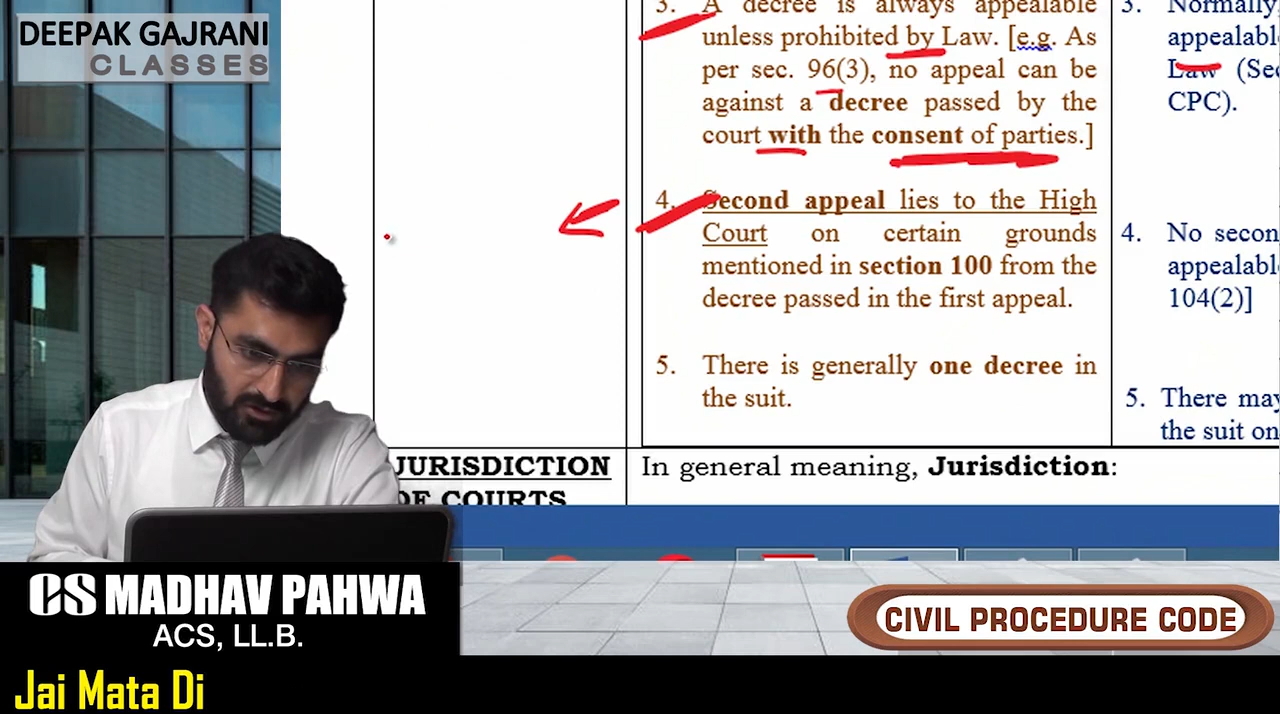 DEEPAK GAJRANI
CLASSES
3. A decree is always appealable
unless prohibited by Law. [e.g. As
per sec. 96(3), no appeal can be
against a decree passed by the
court with the consent of parties.]
4. Second appeal lies to the High
Court on certain grounds
mentioned in section 100 from the
decree passed in the first appeal.
5. There is generally one decree in
the suit.
3. Normally,
appealabl
Law (Sec
CPC).
4. No secon
appealabl
104(2)]
5. There may
the suit on
JURISDICTION
OF COURTS
In general meaning, Jurisdiction:
CS MADHAV PAHWA
ACS, LL.B.
CIVIL PROCEDURE CODE
Jai Mata Di